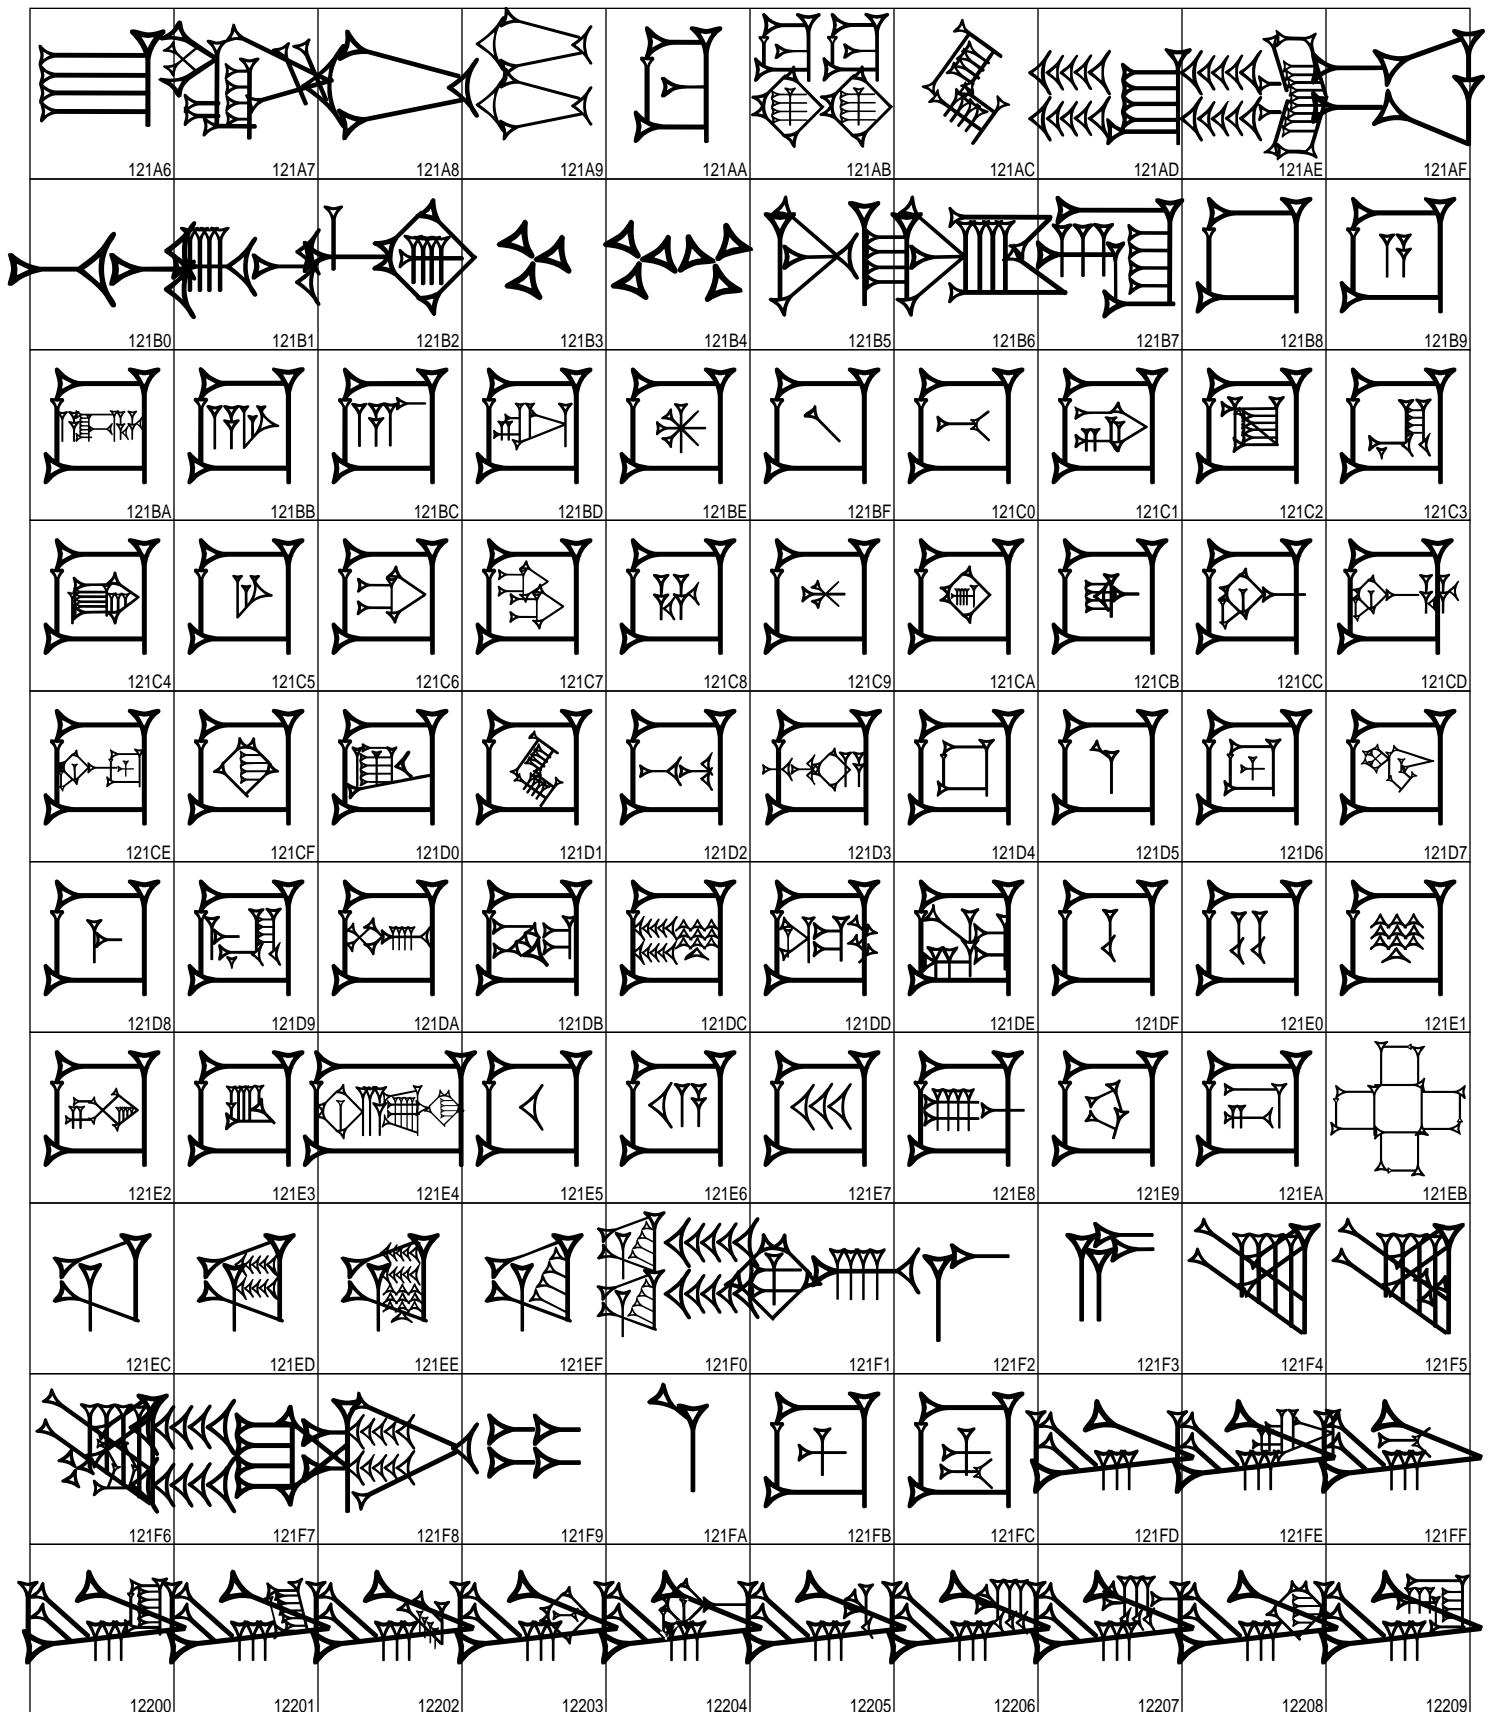 𒆦 𒆧 𒆨 𒆩 𒆪 𒆫 𒆬 𒆭 𒆮 𒆯
121A6 121A7 121A8 121A9 121AA 121AB 121AC 121AD 121AE 121AF
𒆰 𒆱 𒆲 𒆳 𒆴 𒆵 𒆶 𒆷 𒆸 𒆹
121B0 121B1 121B2 121B3 121B4 121B5 121B6 121B7 121B8 121B9
𒆺 𒆻 𒆼 𒆽 𒆾 𒆿 𒇀 𒇁 𒇂 𒇃
121BA 121BB 121BC 121BD 121BE 121BF 121C0 121C1 121C2 121C3
𒇄 𒇅 𒇆 𒇇 𒇈 𒇉 𒇊 𒇋 𒇌 𒇍
121C4 121C5 121C6 121C7 121C8 121C9 121CA 121CB 121CC 121CD
𒇎 𒇏 𒇐 𒇑 𒇒 𒇓 𒇔 𒇕 𒇖 𒇗
121CE 121CF 121D0 121D1 121D2 121D3 121D4 121D5 121D6 121D7
𒇘 𒇙 𒇚 𒇛 𒇜 𒇝 𒇞 𒇟 𒇠 𒇡
121D8 121D9 121DA 121DB 121DC 121DD 121DE 121DF 121E0 121E1
𒇢 𒇣 𒇤 𒇥 𒇦 𒇧 𒇨 𒇩 𒇪 𒇫
121E2 121E3 121E4 121E5 121E6 121E7 121E8 121E9 121EA 121EB
𒇬 𒇭 𒇮 𒇯 𒇰 𒇱 𒇲 𒇳 𒇴 𒇵
121EC 121ED 121EE 121EF 121F0 121F1 121F2 121F3 121F4 121F5
𒇶 𒇷 𒇸 𒇹 𒇺 𒇻 𒇼 𒇽 𒇾 𒇿
121F6 121F7 121F8 121F9 121FA 121FB 121FC 121FD 121FE 121FF
𒈀 𒈁 𒈂 𒈃 𒈄 𒈅 𒈆 𒈇 𒈈 𒈉
12200 12201 12202 12203 12204 12205 12206 12207 12208 12209